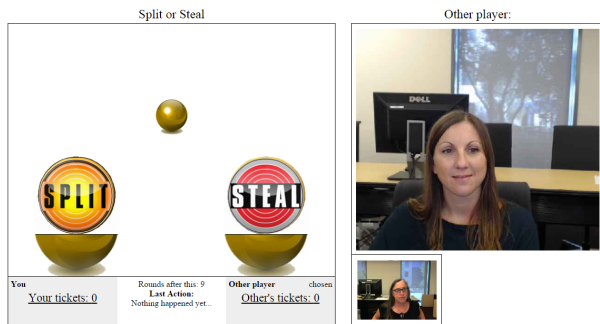 Split or Steal
Other player:
DELL
SPLIT
STEAL
You
Your tickets: 0
Rounds after this: 9
Last Action:
Nothing happened yet...
Other player chosen
Other's tickets: 0